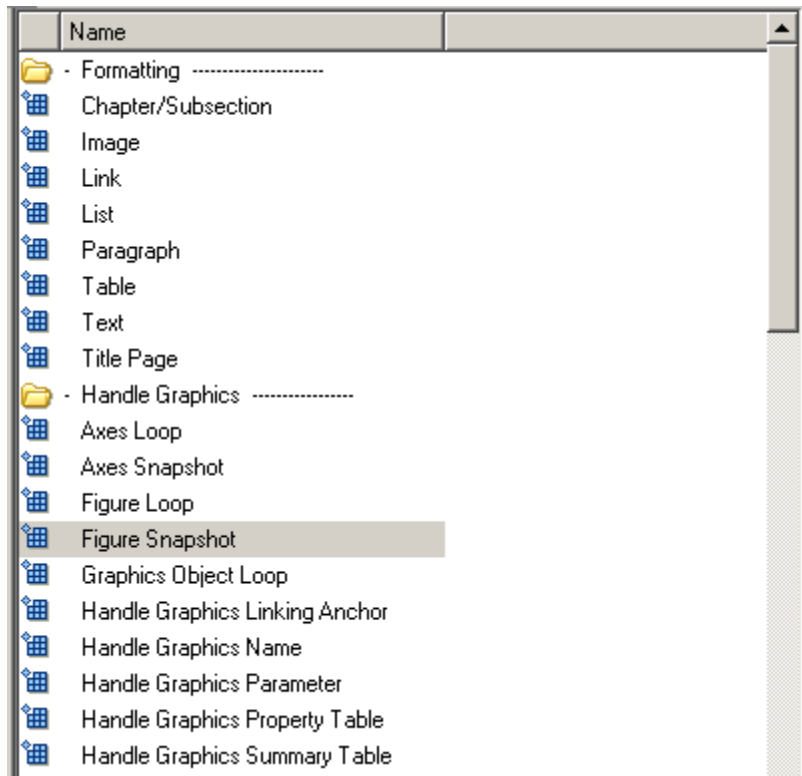 Name
- Formatting ----------------------
Chapter/Subsection
Image
Link
List
Paragraph
Table
Text
Title Page
- Handle Graphics -----------------
Axes Loop
Axes Snapshot
Figure Loop
Figure Snapshot
Graphics Object Loop
Handle Graphics Linking Anchor
Handle Graphics Name
Handle Graphics Parameter
Handle Graphics Property Table
Handle Graphics Summary Table